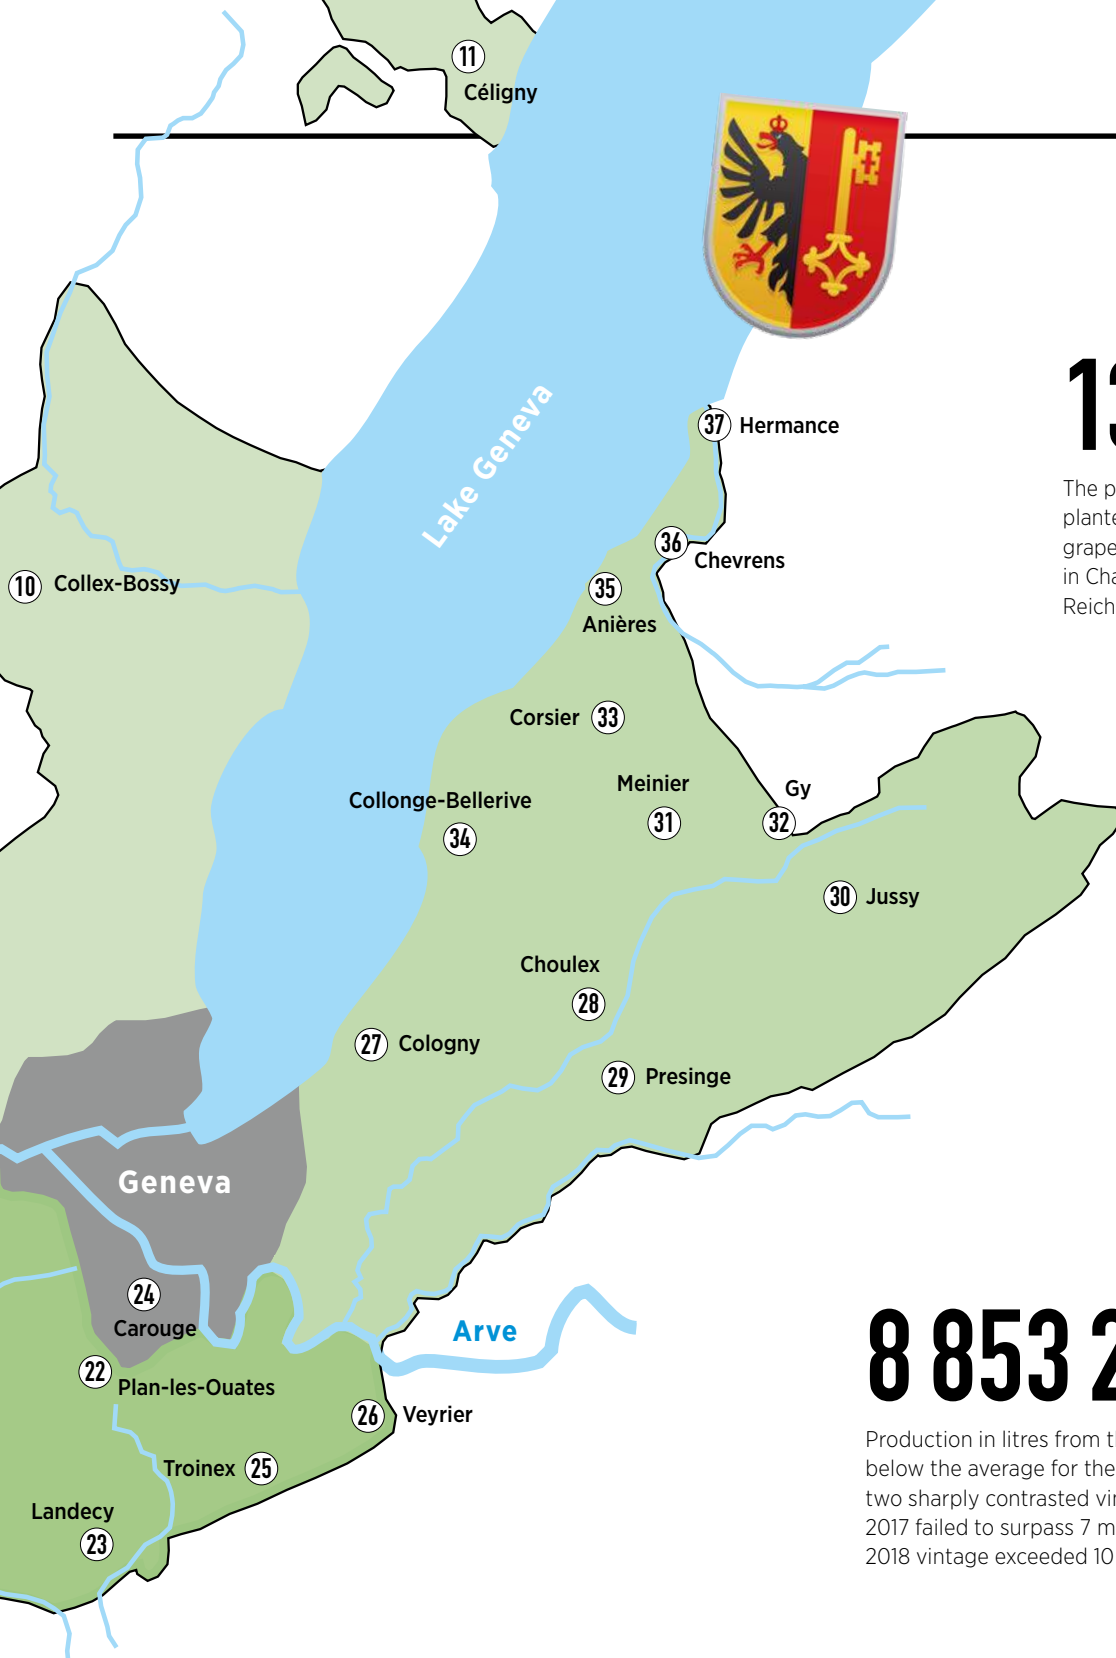 11
Céligny
Lake Geneva
37 Hermance
36
Chevrens
10 Collex-Bossy
35
Anières
Corsier 33
Meinier
31
Gy
32
Collonge-Bellerive
34
30 Jussy
Choulex
28
27 Cologny
29 Presinge
Geneva
24
Carouge
Arve
22
Plan-les-Ouates
26 Veyrier
Troinex 25
Landecy
23
The
plante
grape
in
Reich
8 853 2
Production in litres from
below the average for the
two sharply contrasted
2017 failed to surpass 7
2018 vintage exceeded 10